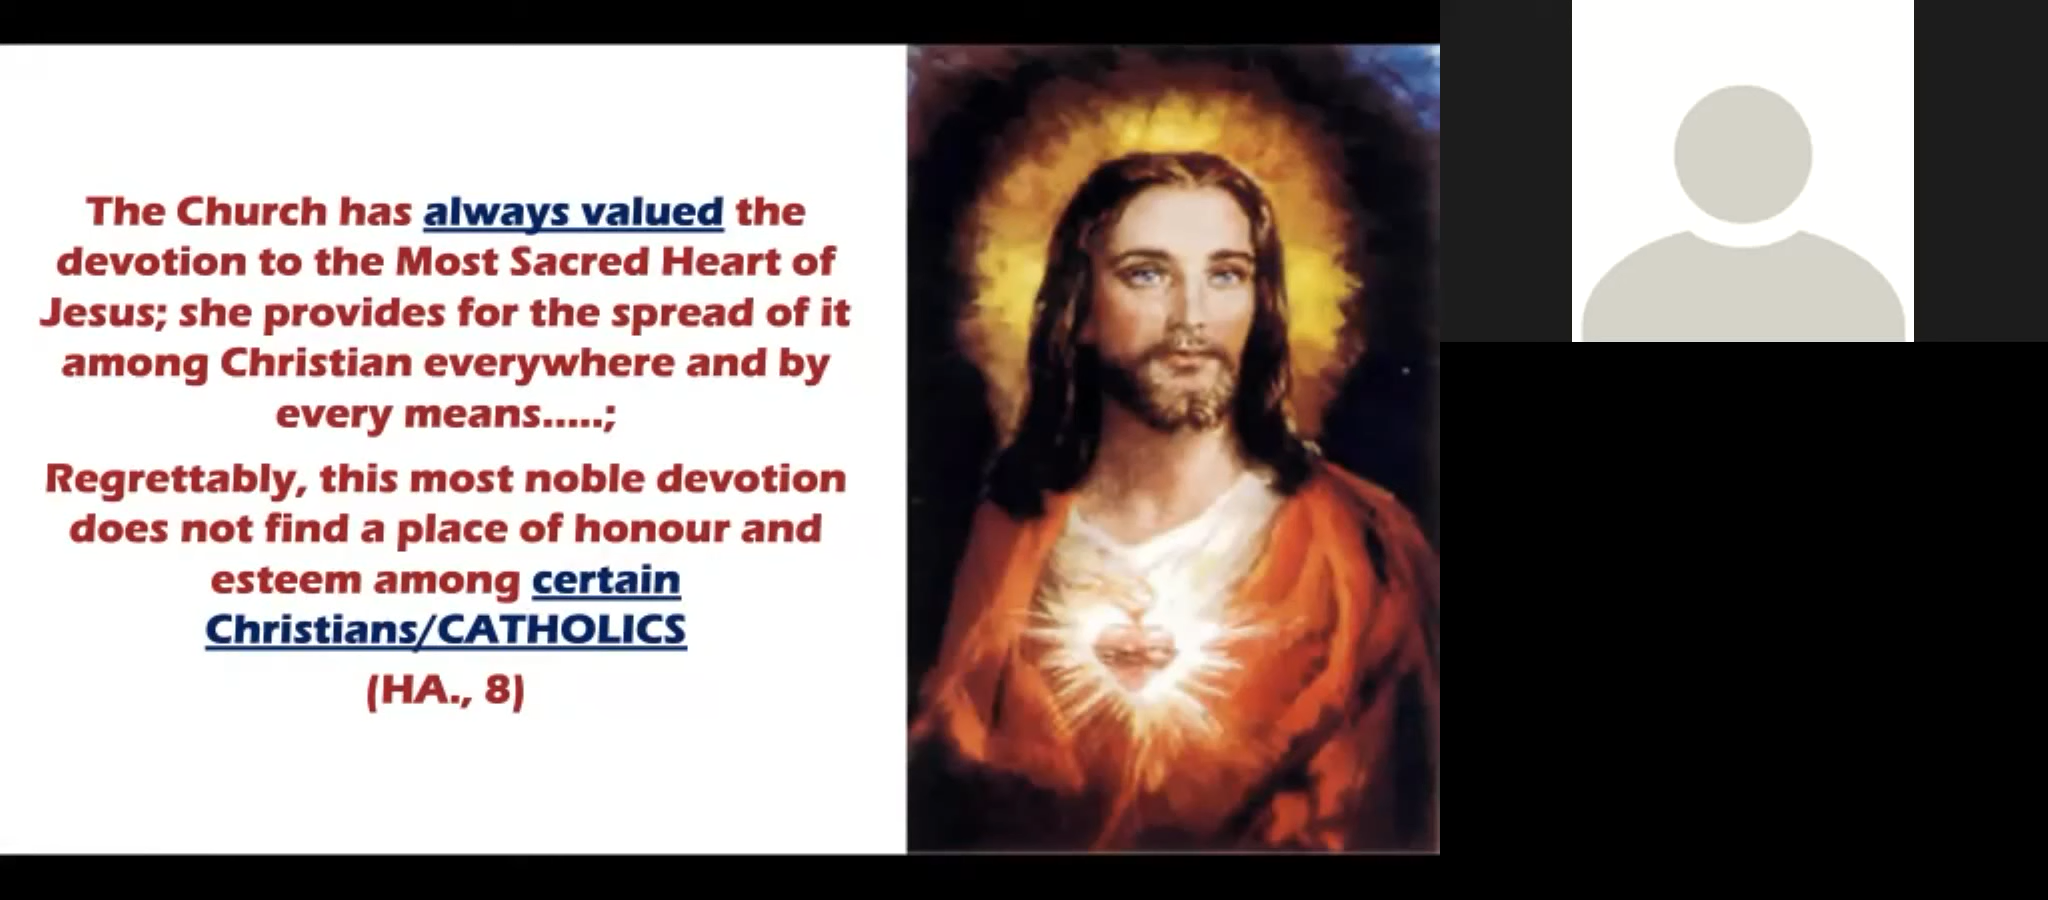 The Church has always valued the
devotion to the Most Sacred Heart of
Jesus; she provides for the spread of it
among Christian everywhere and by
every means.....;
Regrettably, this most noble devotion
does not find a place of honour and
esteem among certain
Christians/CATHOLICS
(HA., 8)